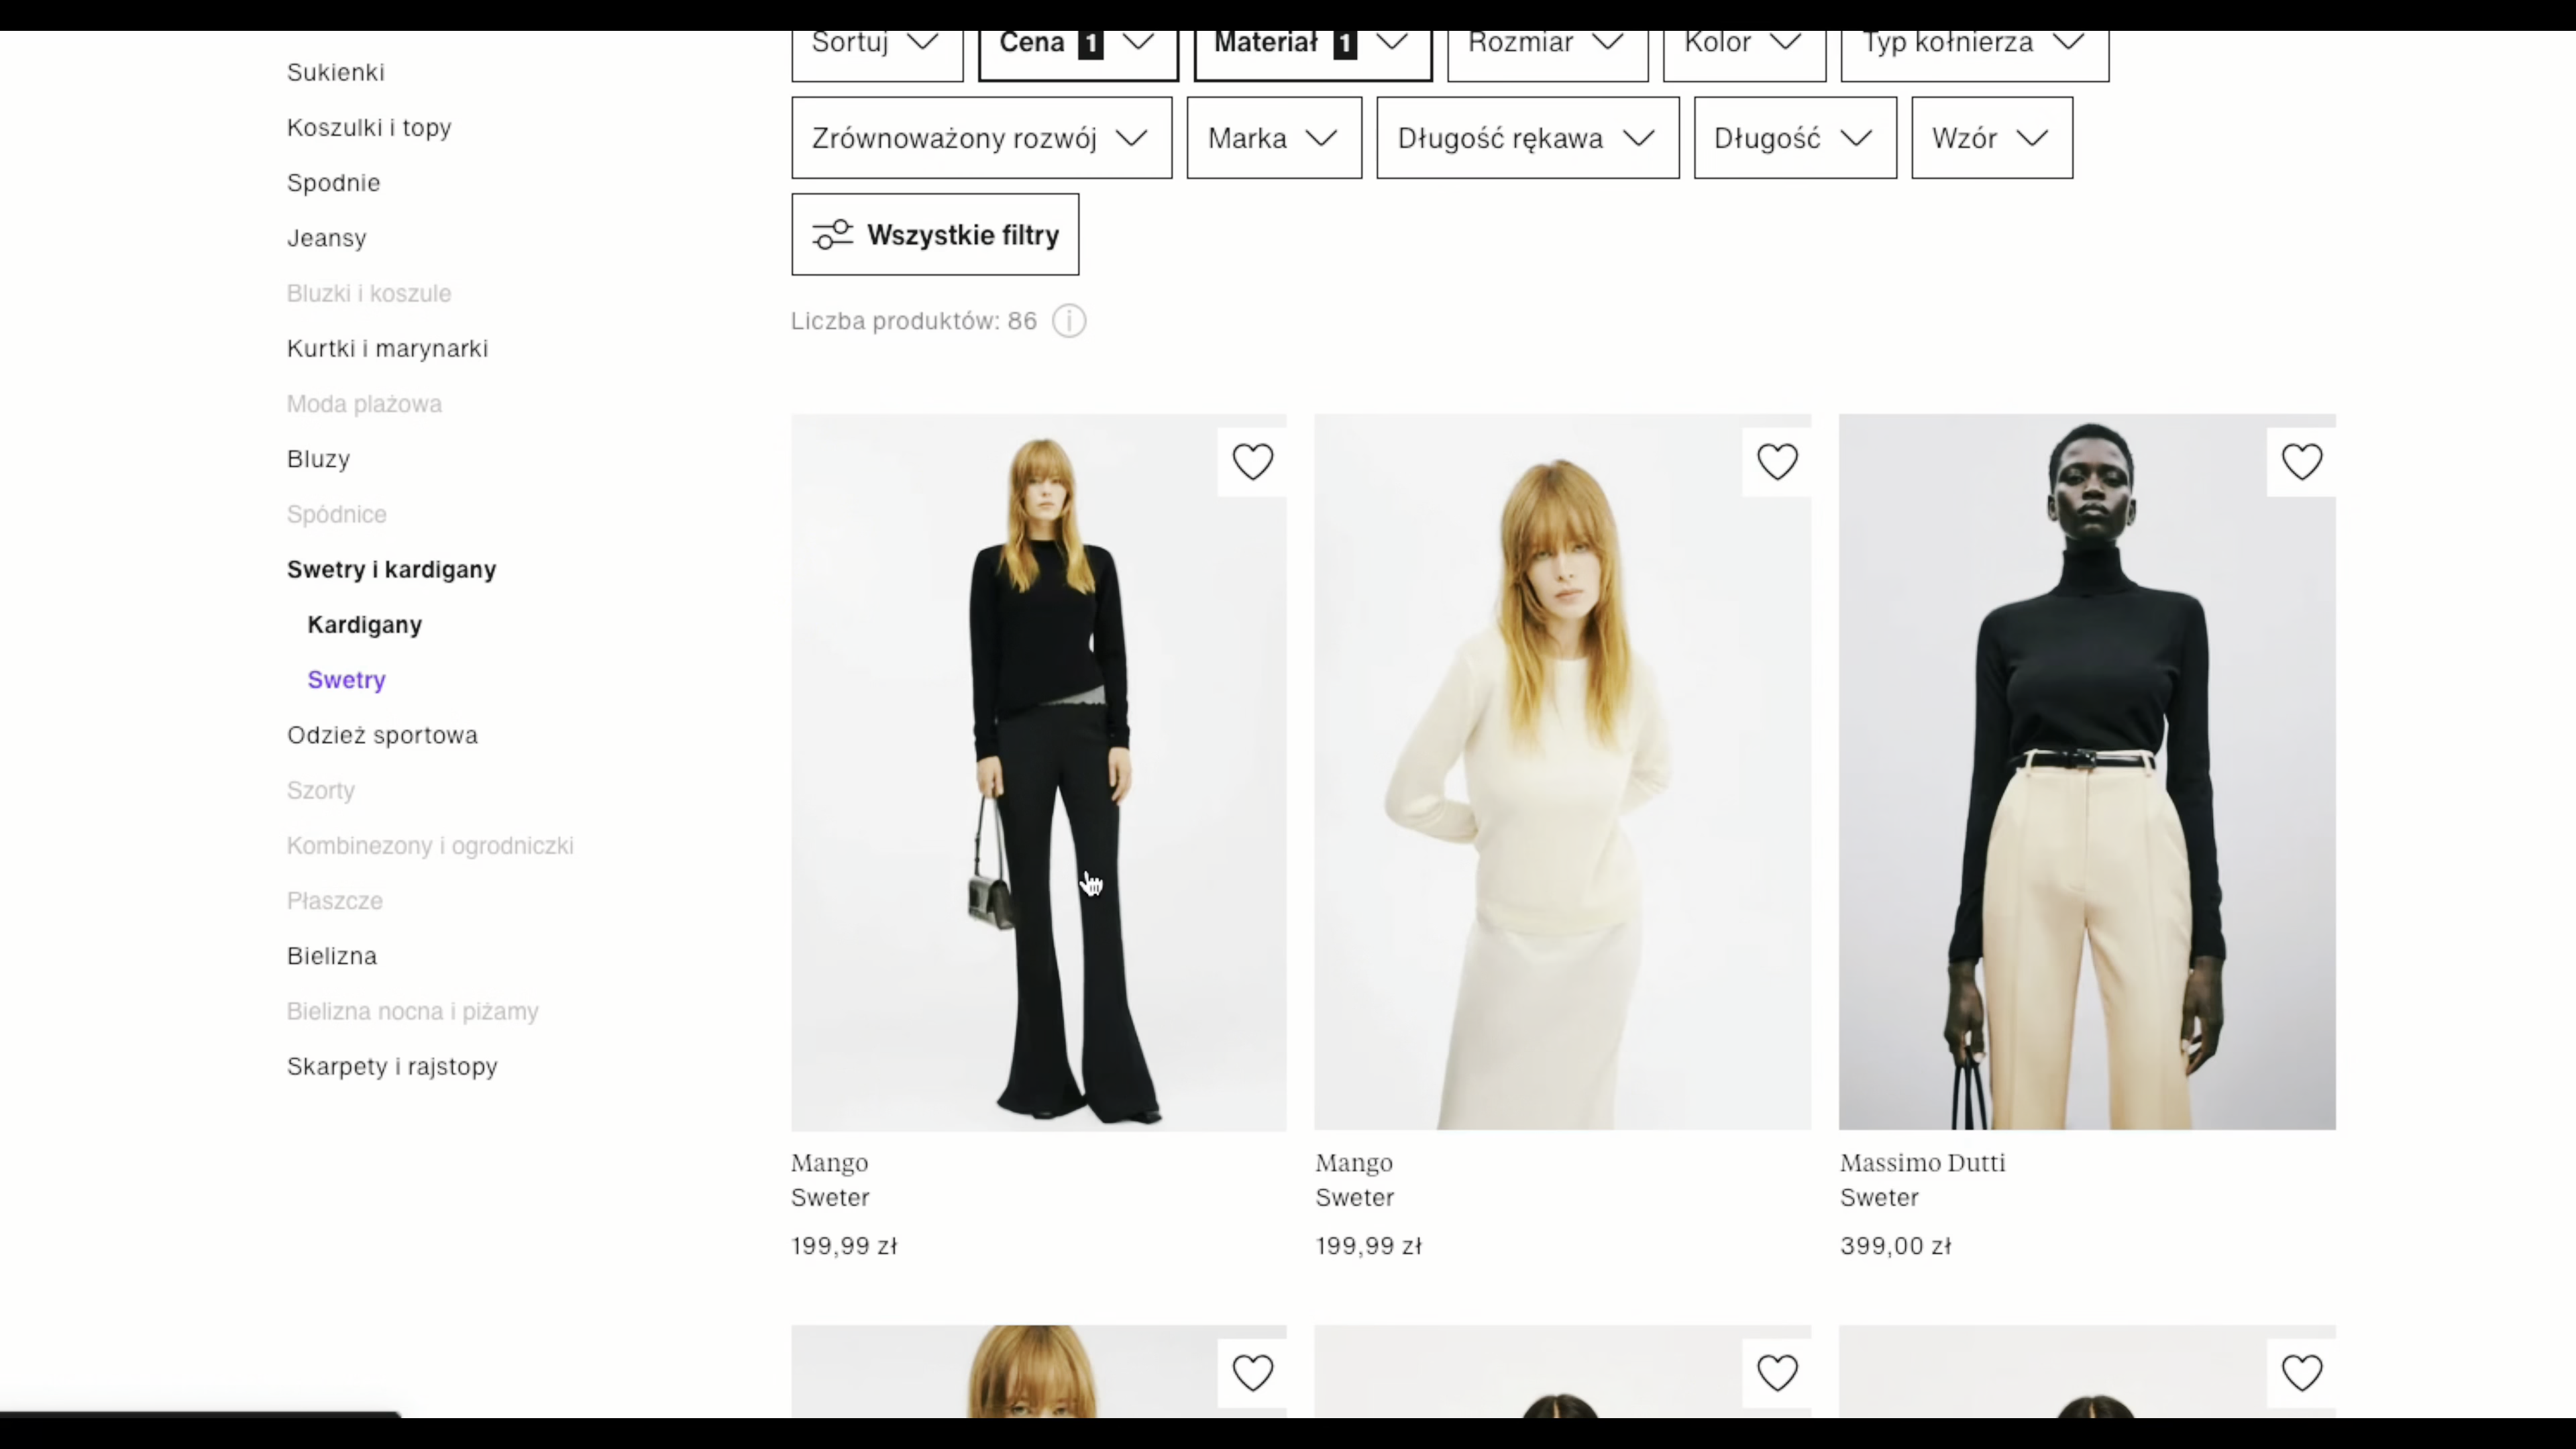 Sortuj
Cena 1
Materiał 1
Rozmiar
Kolor
Typ kołnierza
Zrównoważony rozwój
Marka
Długość rękawa
Długość
Wzór
Wszystkie filtry
Liczba produktów: 86
Sukienki
Koszulki i topy
Spodnie
Jeansy
Bluzki i koszule
Kurtki i marynarki
Moda plażowa
Bluzy
Spódnice
Swetry i kardigany
Kardigany
Swetry
Odzież sportowa
Szorty
Kombinezony i ogrodniczki
Płaszcze
Bielizna
Bielizna nocna i piżamy
Skarpety i rajstopy
Mango
Sweter
199,99 zł
Mango
Sweter
199,99 zł
Massimo Dutti
Sweter
399,00 zł